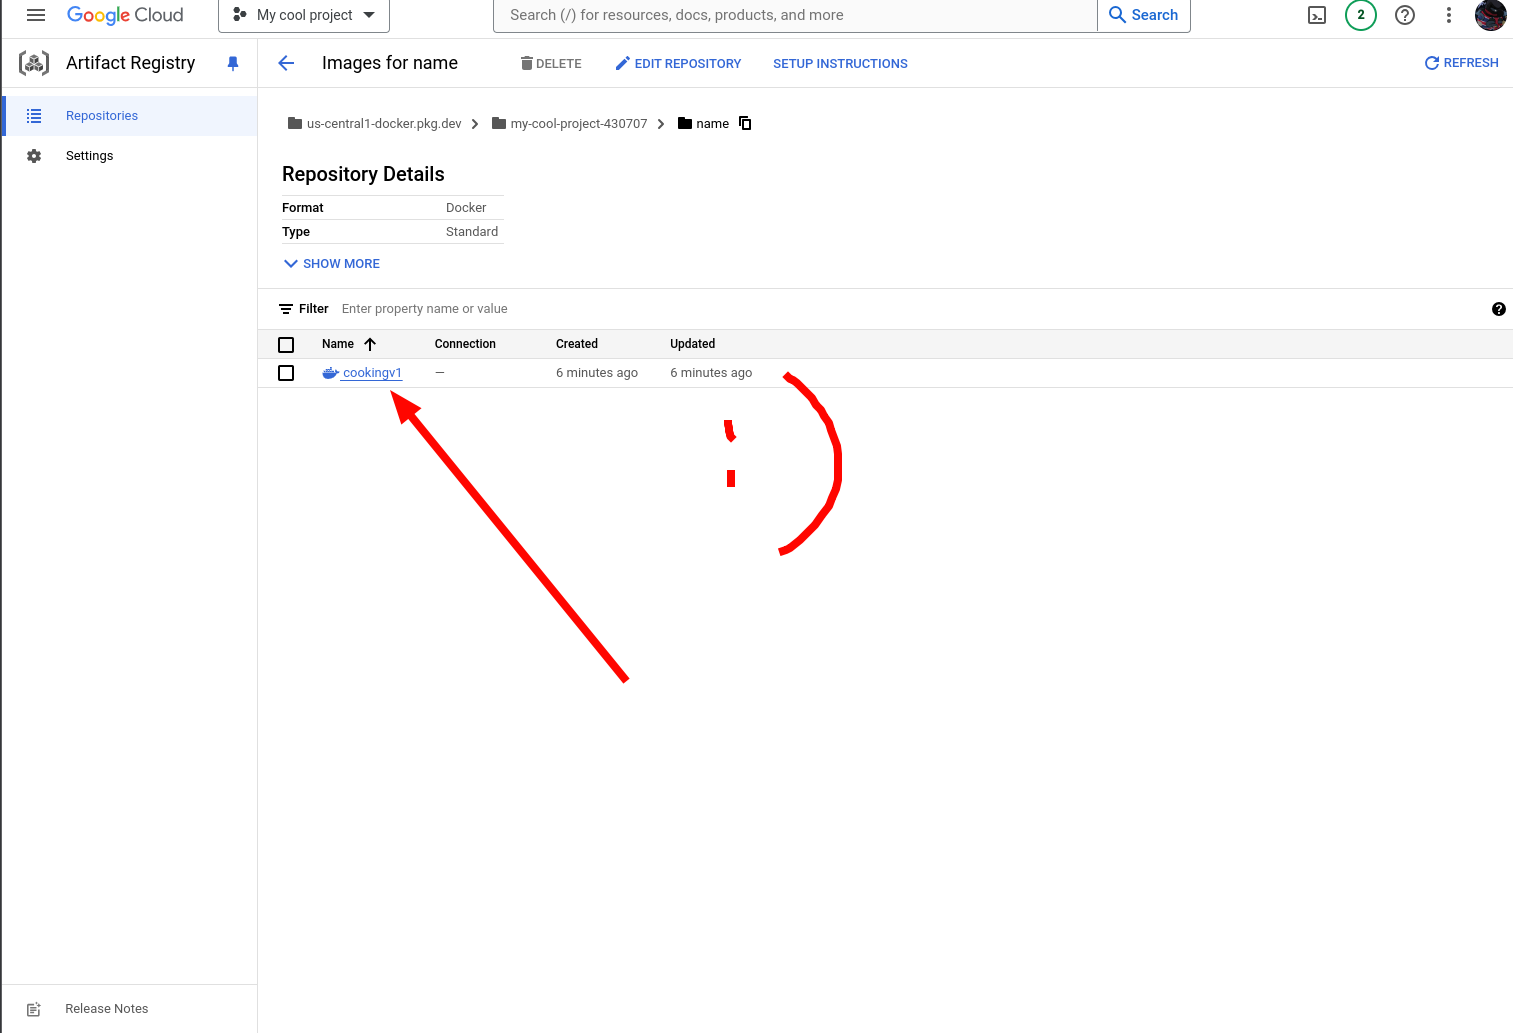 Google Cloud
My cool project
Search (/) for resources, docs, products, and more
Search
2
Artifact Registry
Images for name
DELETE
EDIT REPOSITORY
SETUP INSTRUCTIONS
REFRESH
Repositories
Settings
us-central1-docker.pkg.dev
my-cool-project-430707
name
Repository Details
Format Docker
Type Standard
SHOW MORE
Filter Enter property name or value
Name Connection Created Updated
cookingv1 — 6 minutes ago 6 minutes ago
Release Notes